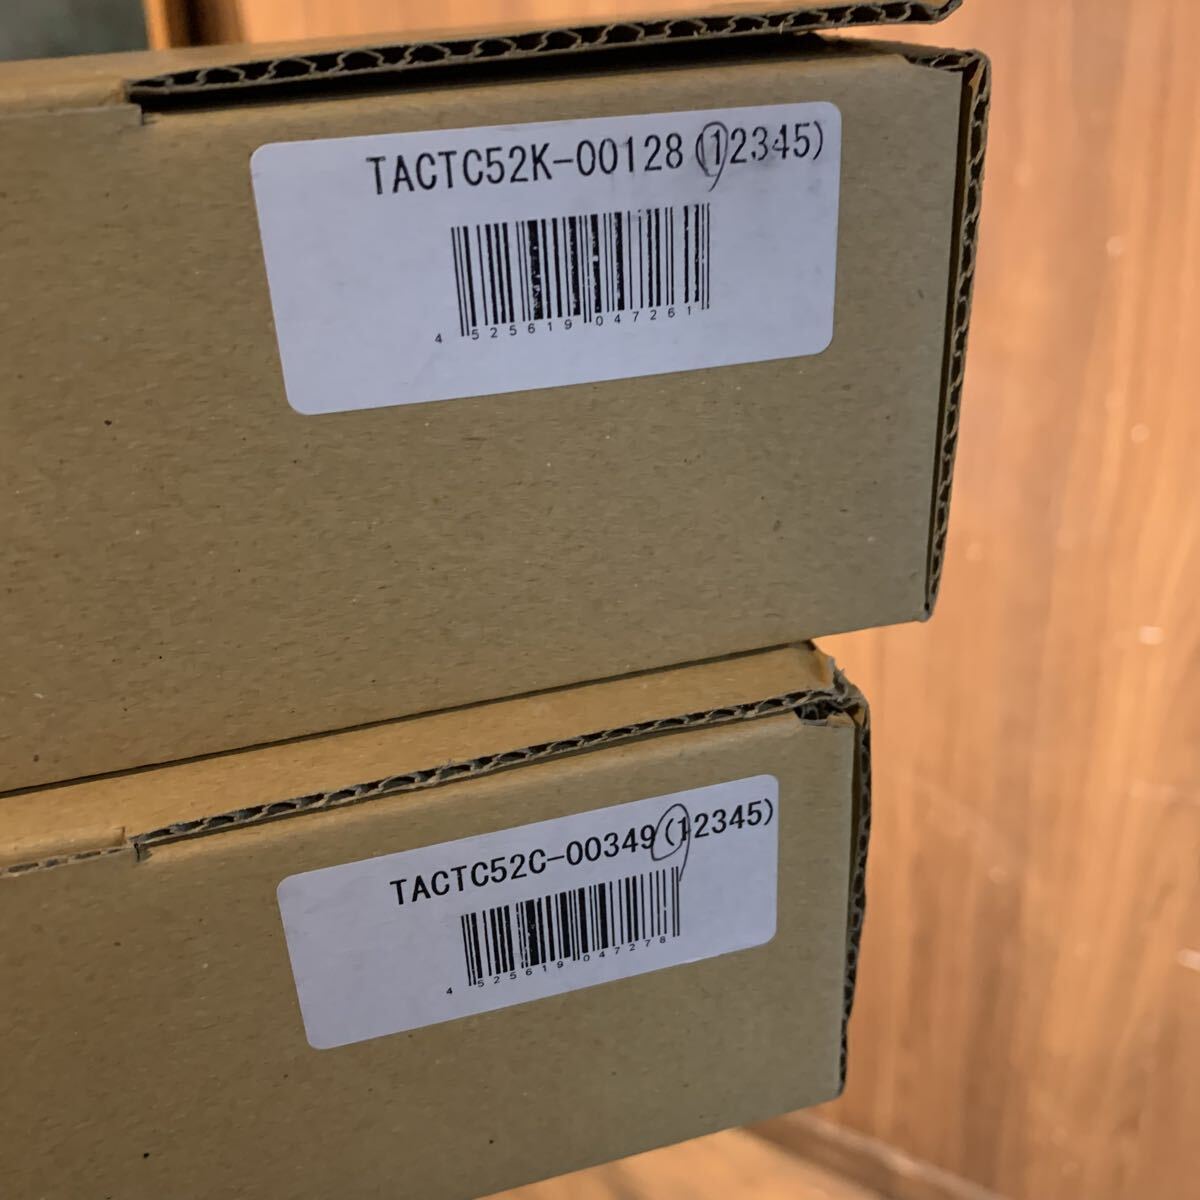 TACTC52K-00128 (12345)
4 525619 047261
TACTC52C-00349 (12345)
4 525619 047278